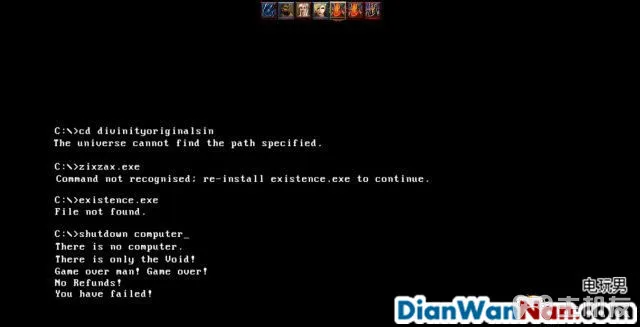 C:\>cd divinityoriginalsin
The universe cannot find the path specified.
C:\>zixzax.exe
Command not recognised; re-install existence.exe to continue.
C:\>existence.exe
File not found.
C:\>shutdown computer_
There is no computer.
There is only the Void!
Game over man! Game over!
No Refunds!
You have failed!
电玩男
DianWanNan.com